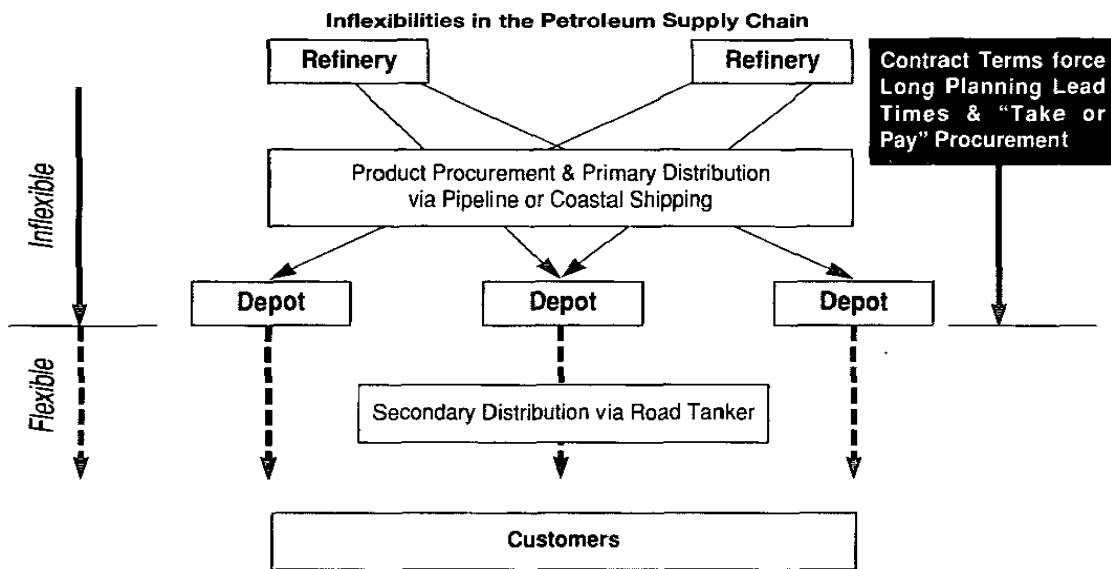 Inflexibilities in the Petroleum Supply Chain
Refinery
Refinery
Contract Terms force
Long Planning Lead
Times & "Take or
Pay" Procurement
Product Procurement & Primary Distribution
via Pipeline or Coastal Shipping
Inflexible
Depot
Depot
Depot
Flexible
Secondary Distribution via Road Tanker
Customers